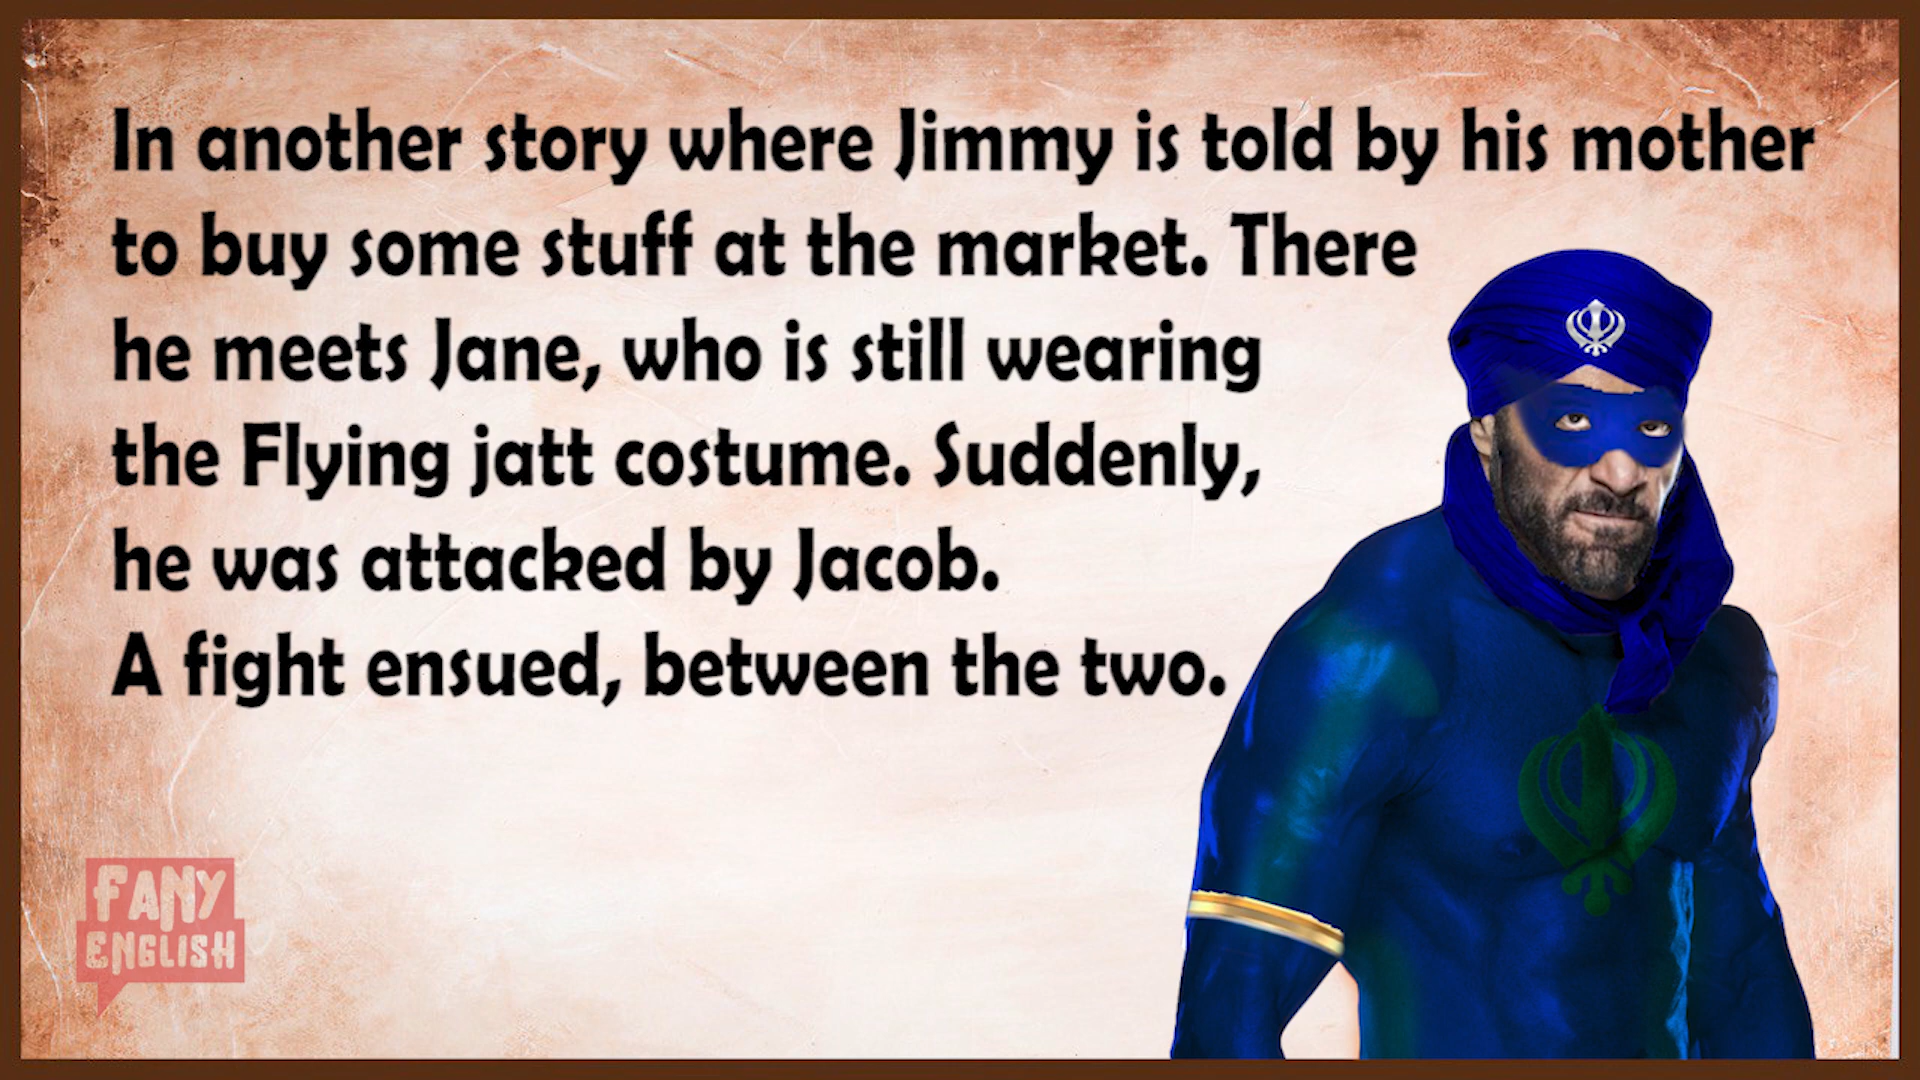 In another story where Jimmy is told by his mother
to buy some stuff at the market. There
he meets Jane, who is still wearing
the Flying jatt costume. Suddenly,
he was attacked by Jacob.
A fight ensued, between the two.
FANY
ENGLISH